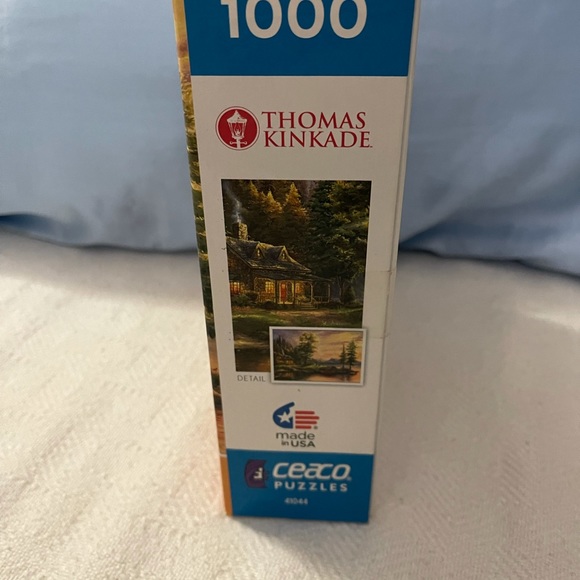 1000
THOMAS
KINKADE
DETAIL
made
in USA
ceaco
PUZZLES
41044